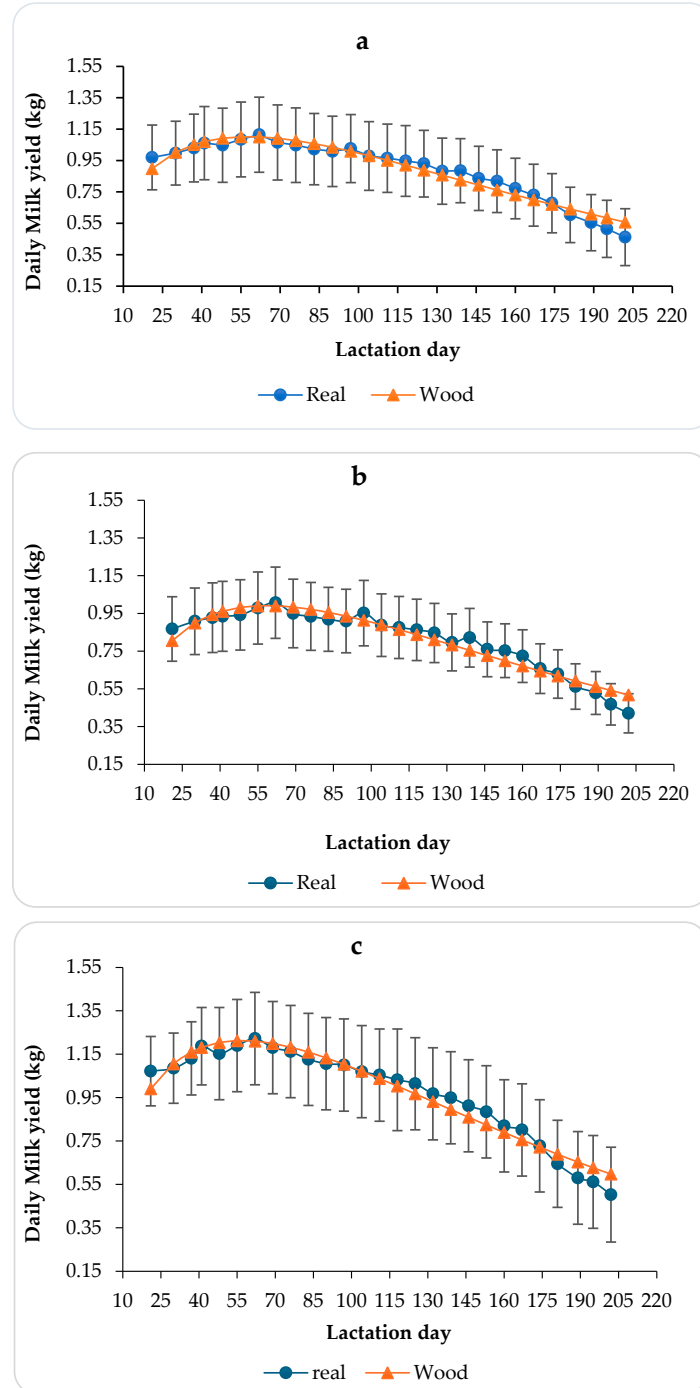 a
1.55
1.35
1.15
0.95
0.75
0.55
0.35
0.15
Daily Milk yield (kg)
10 25 40 55 70 85 100 115 130 145 160 175 190 205 220
Lactation day
Real Wood
b
1.55
1.35
1.15
0.95
0.75
0.55
0.35
0.15
Daily Milk yield (kg)
10 25 40 55 70 85 100 115 130 145 160 175 190 205 220
Lactation day
Real Wood
c
1.55
1.35
1.15
0.95
0.75
0.55
0.35
0.15
Daily Milk yield (kg)
10 25 40 55 70 85 100 115 130 145 160 175 190 205 220
Lactation day
real Wood